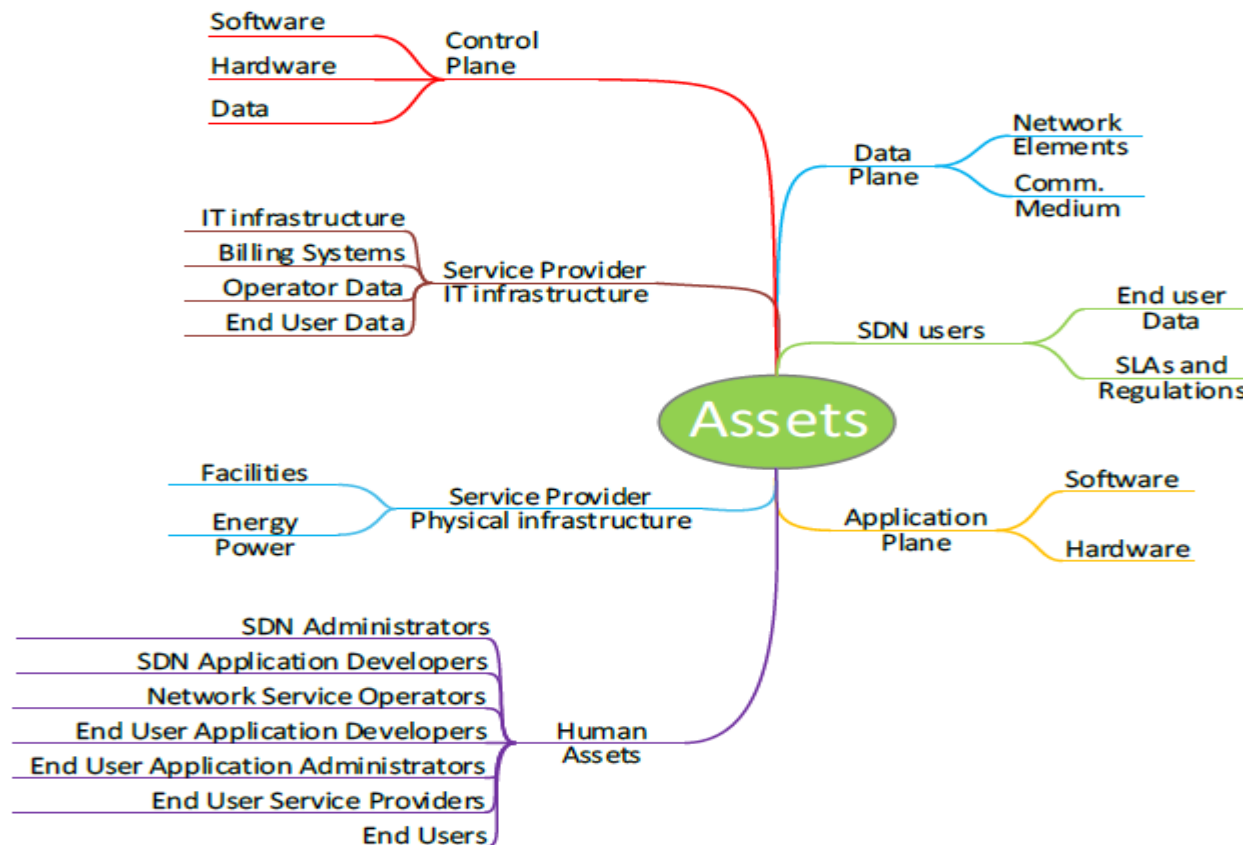 Software
Hardware
Data
Control
Plane
Data
Plane
Network
Elements
Comm.
Medium
IT infrastructure
Billing Systems
Operator Data
End User Data
Service Provider
IT infrastructure
SDN users
End user
Data
SLAs and
Regulations
Assets
Facilities
Energy
Power
Service Provider
Physical infrastructure
Application
Plane
Software
Hardware
SDN Administrators
SDN Application Developers
Network Service Operators
End User Application Developers
End User Application Administrators
End User Service Providers
End Users
Human
Assets